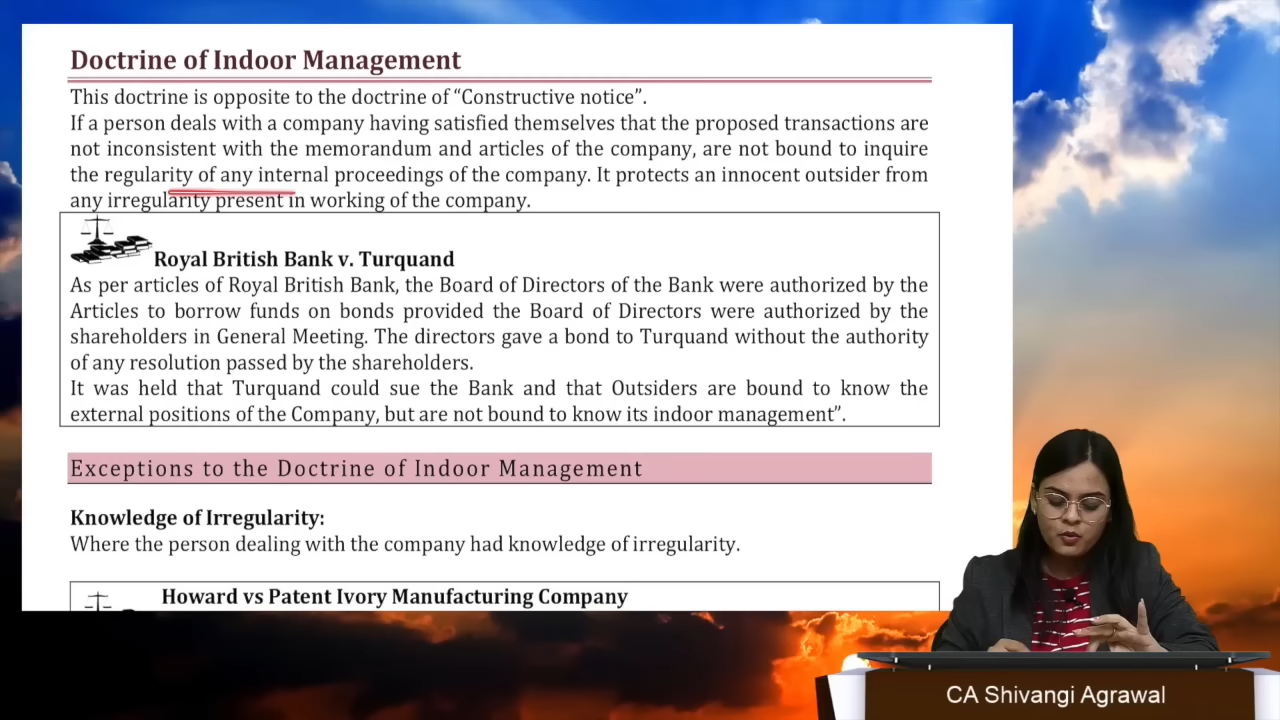 Doctrine of Indoor Management
This doctrine is opposite to the doctrine of “Constructive notice”.
If a person deals with a company having satisfied themselves that the proposed transactions are
not inconsistent with the memorandum and articles of the company, are not bound to inquire
the regularity of any internal proceedings of the company. It protects an innocent outsider from
any irregularity present in working of the company.
Royal British Bank v. Turquand
As per articles of Royal British Bank, the Board of Directors of the Bank were authorized by the
Articles to borrow funds on bonds provided the Board of Directors were authorized by the
shareholders in General Meeting. The directors gave a bond to Turquand without the authority
of any resolution passed by the shareholders.
It was held that Turquand could sue the Bank and that Outsiders are bound to know the
external positions of the Company, but are not bound to know its indoor management”.
Exceptions to the Doctrine of Indoor Management
Knowledge of Irregularity:
Where the person dealing with the company had knowledge of irregularity.
Howard vs Patent Ivory Manufacturing Company
CA Shivangi Agrawal